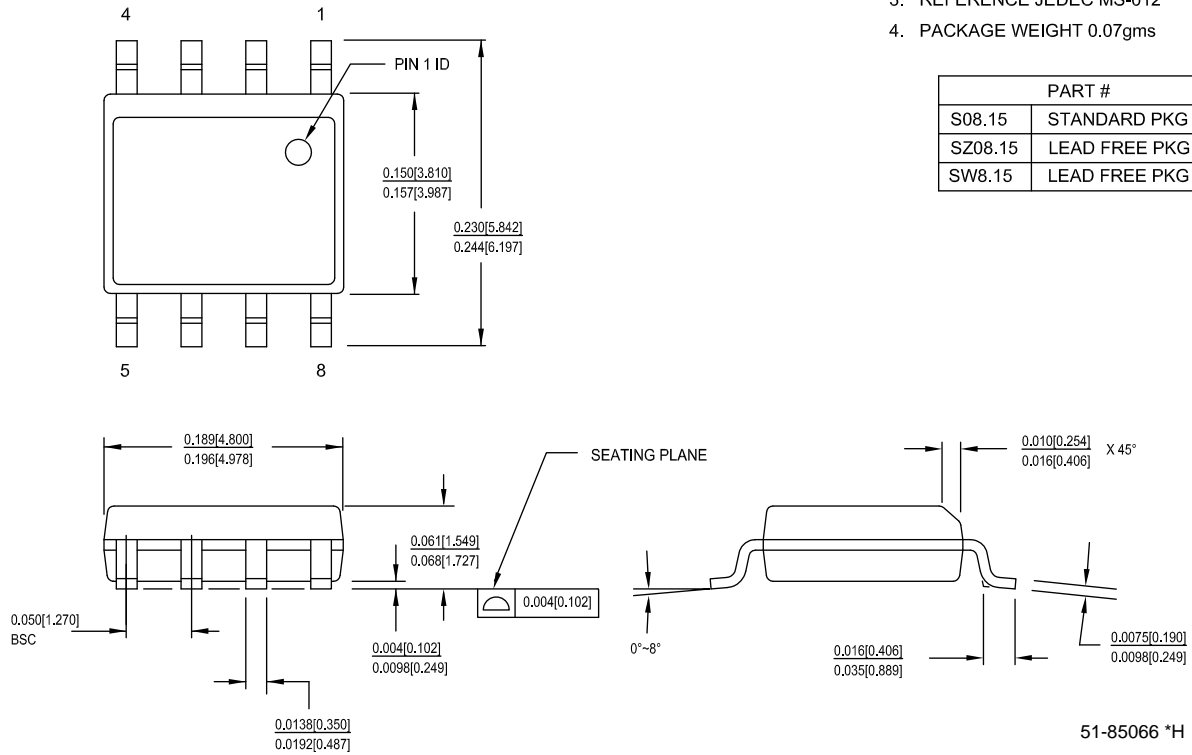 3. REFERENCE JEDEC MS-012
4. PACKAGE WEIGHT 0.07gms
PART #
S08.15 STANDARD PKG
SZ08.15 LEAD FREE PKG
SW8.15 LEAD FREE PKG
4 1
PIN 1 ID
0.150[3.810]
0.157[3.987]
0.230[5.842]
0.244[6.197]
5 8
0.189[4.800]
0.196[4.978]
SEATING PLANE
0.010[0.254]
0.016[0.406]
X 45°
0.061[1.549]
0.068[1.727]
0.004[0.102]
0.050[1.270]
BSC
0.004[0.102]
0.0098[0.249]
0°~8°
0.016[0.406]
0.035[0.889]
0.0075[0.190]
0.0098[0.249]
0.0138[0.350]
0.0192[0.487]
51-85066 *H